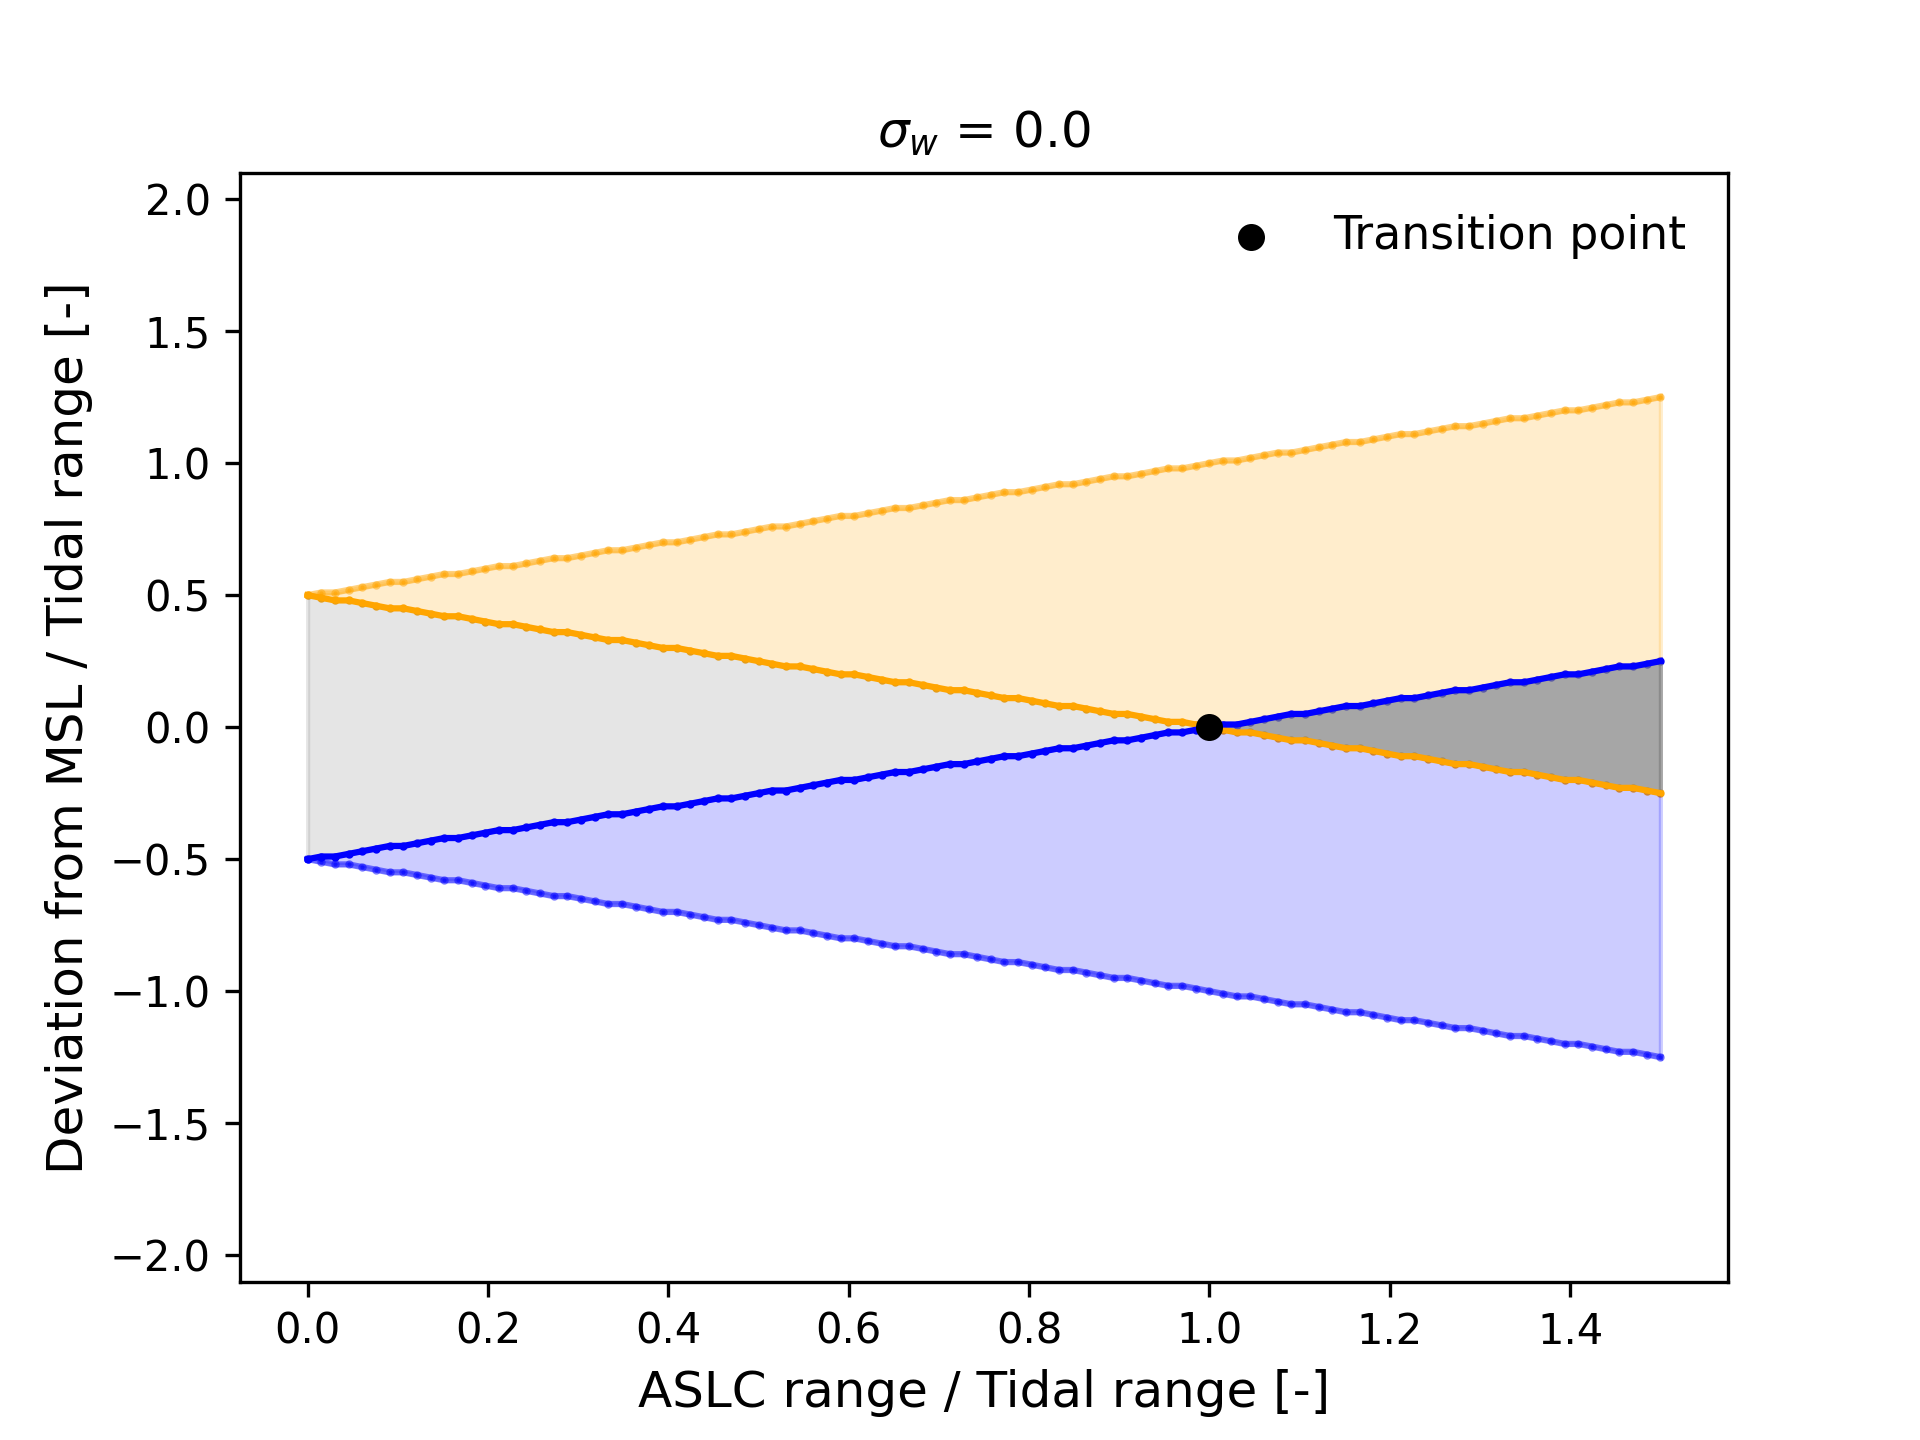 σw = 0.0
Transition point
Deviation from MSL / Tidal range [-]
2.0
1.5
1.0
0.5
0.0
−0.5
−1.0
−1.5
−2.0
0.0 0.2 0.4 0.6 0.8 1.0 1.2 1.4
ASLC range / Tidal range [-]